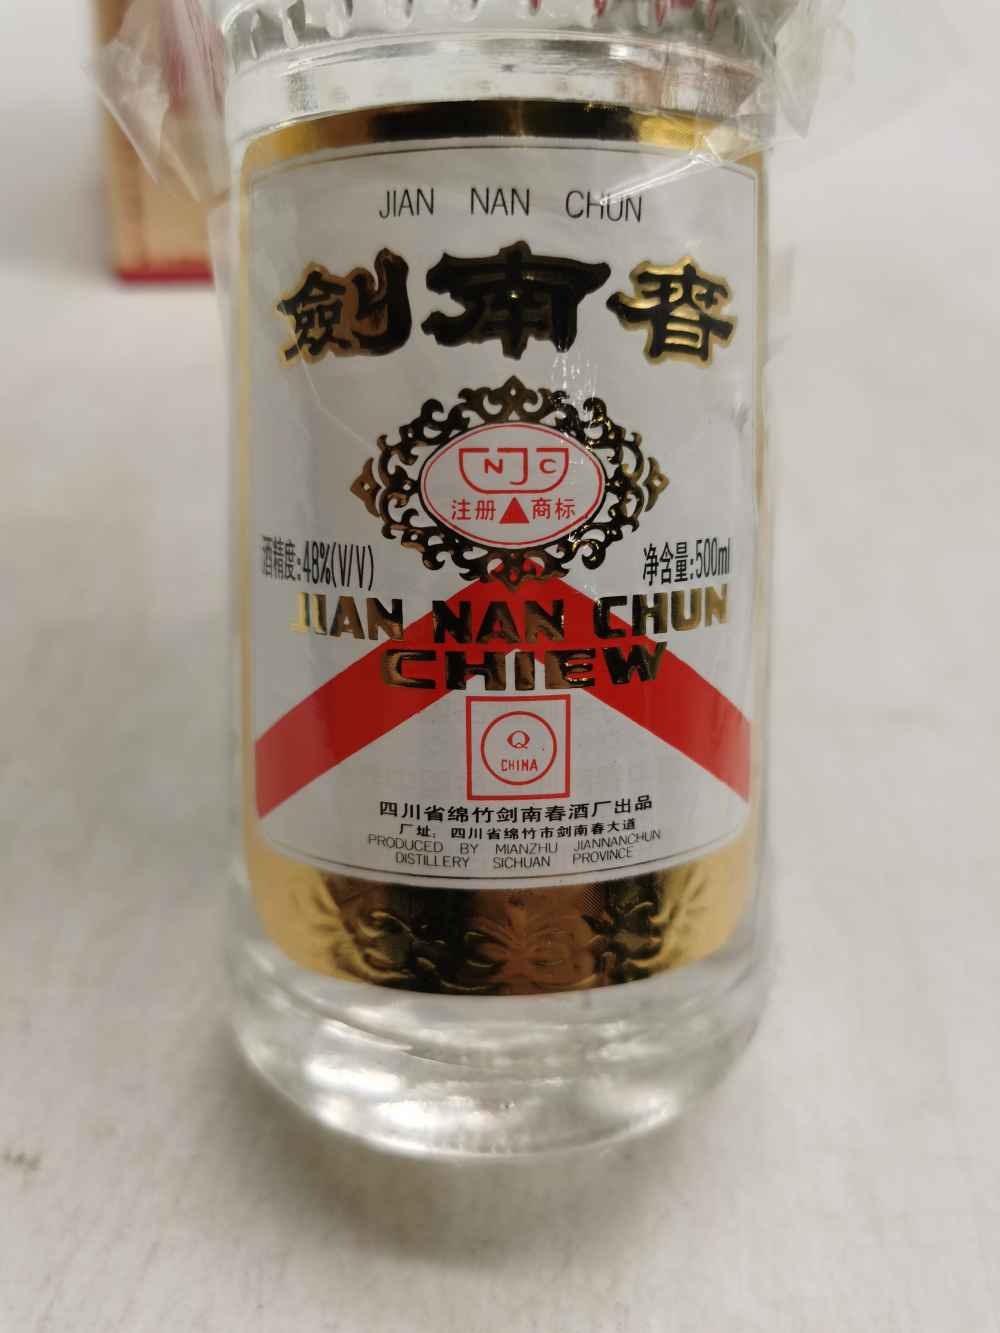 JIAN NAN CHUN
劍南春
NJC
注册 商标
酒精度:48%(V/V)
净含量:500ml
JIAN NAN CHUN
CHIEW
Q
CHINA
四川省绵竹剑南春酒厂出品
厂址: 四川省绵竹市剑南春大道
PRODUCED BY MIANZHU JIANNANCHUN
DISTILLERY SICHUAN PROVINCE